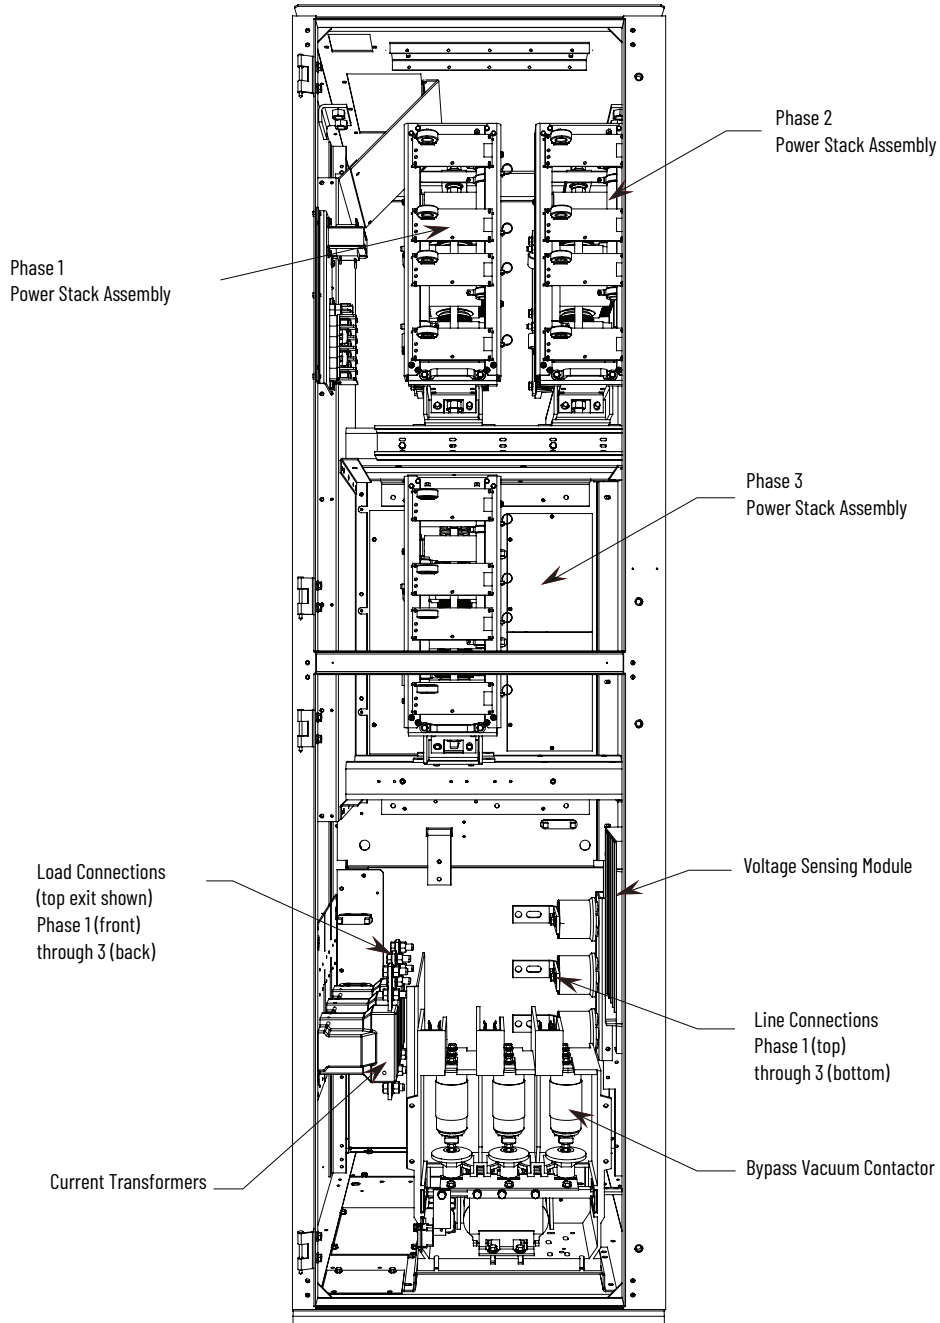 Phase 2
Power Stack Assembly
Phase 1
Power Stack Assembly
Phase 3
Power Stack Assembly
Load Connections
(top exit shown)
Phase 1 (front)
through 3 (back)
Voltage Sensing Module
Line Connections
Phase 1 (top)
through 3 (bottom)
Current Transformers
Bypass Vacuum Contactor